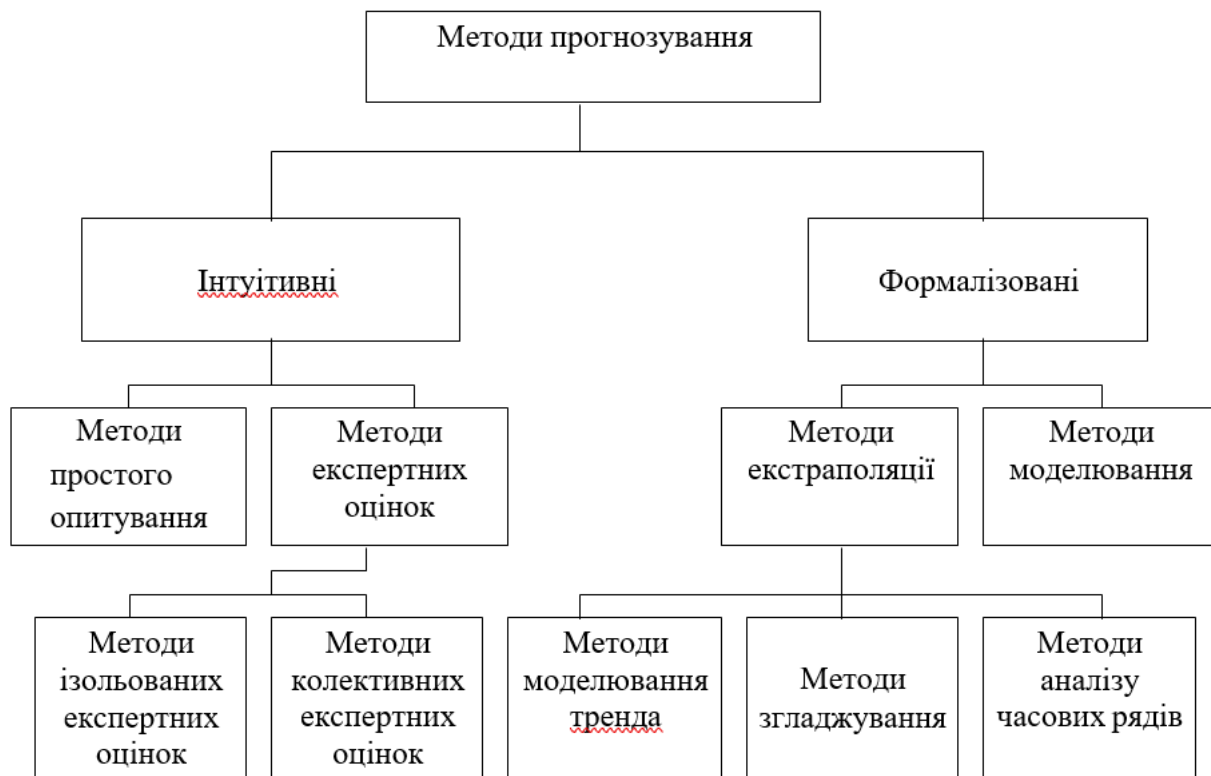 Методи прогнозування
Інтуітивні
Формалізовані
Методи
простого
опитування
Методи
експертних
оцінок
Методи
екстраполяції
Методи
моделювання
Методи
ізольованих
експертних
оцінок
Методи
колективних
експертних
оцінок
Методи
моделювання
тренда
Методи
згладжування
Методи
аналізу
часових рядів